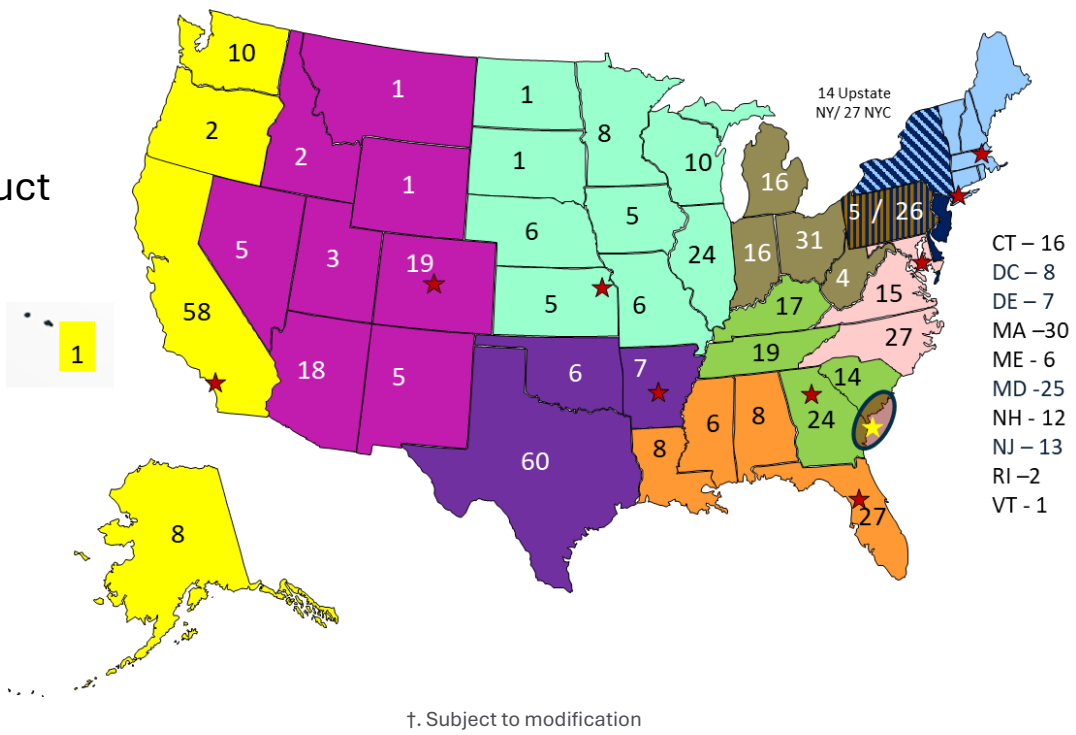 uct
10
2
58
1
8
1
2
1
5
3
19
18
5
1
1
6
5
8
5
6
10
24
6
60
7
8
6
8
27
16
16
31
4
17
19
24
14
15
27
5 / 26
14 Upstate
NY/ 27 NYC
CT – 16
DC – 8
DE – 7
MA –30
ME - 6
MD -25
NH - 12
NJ – 13
RI –2
VT - 1
†. Subject to modification